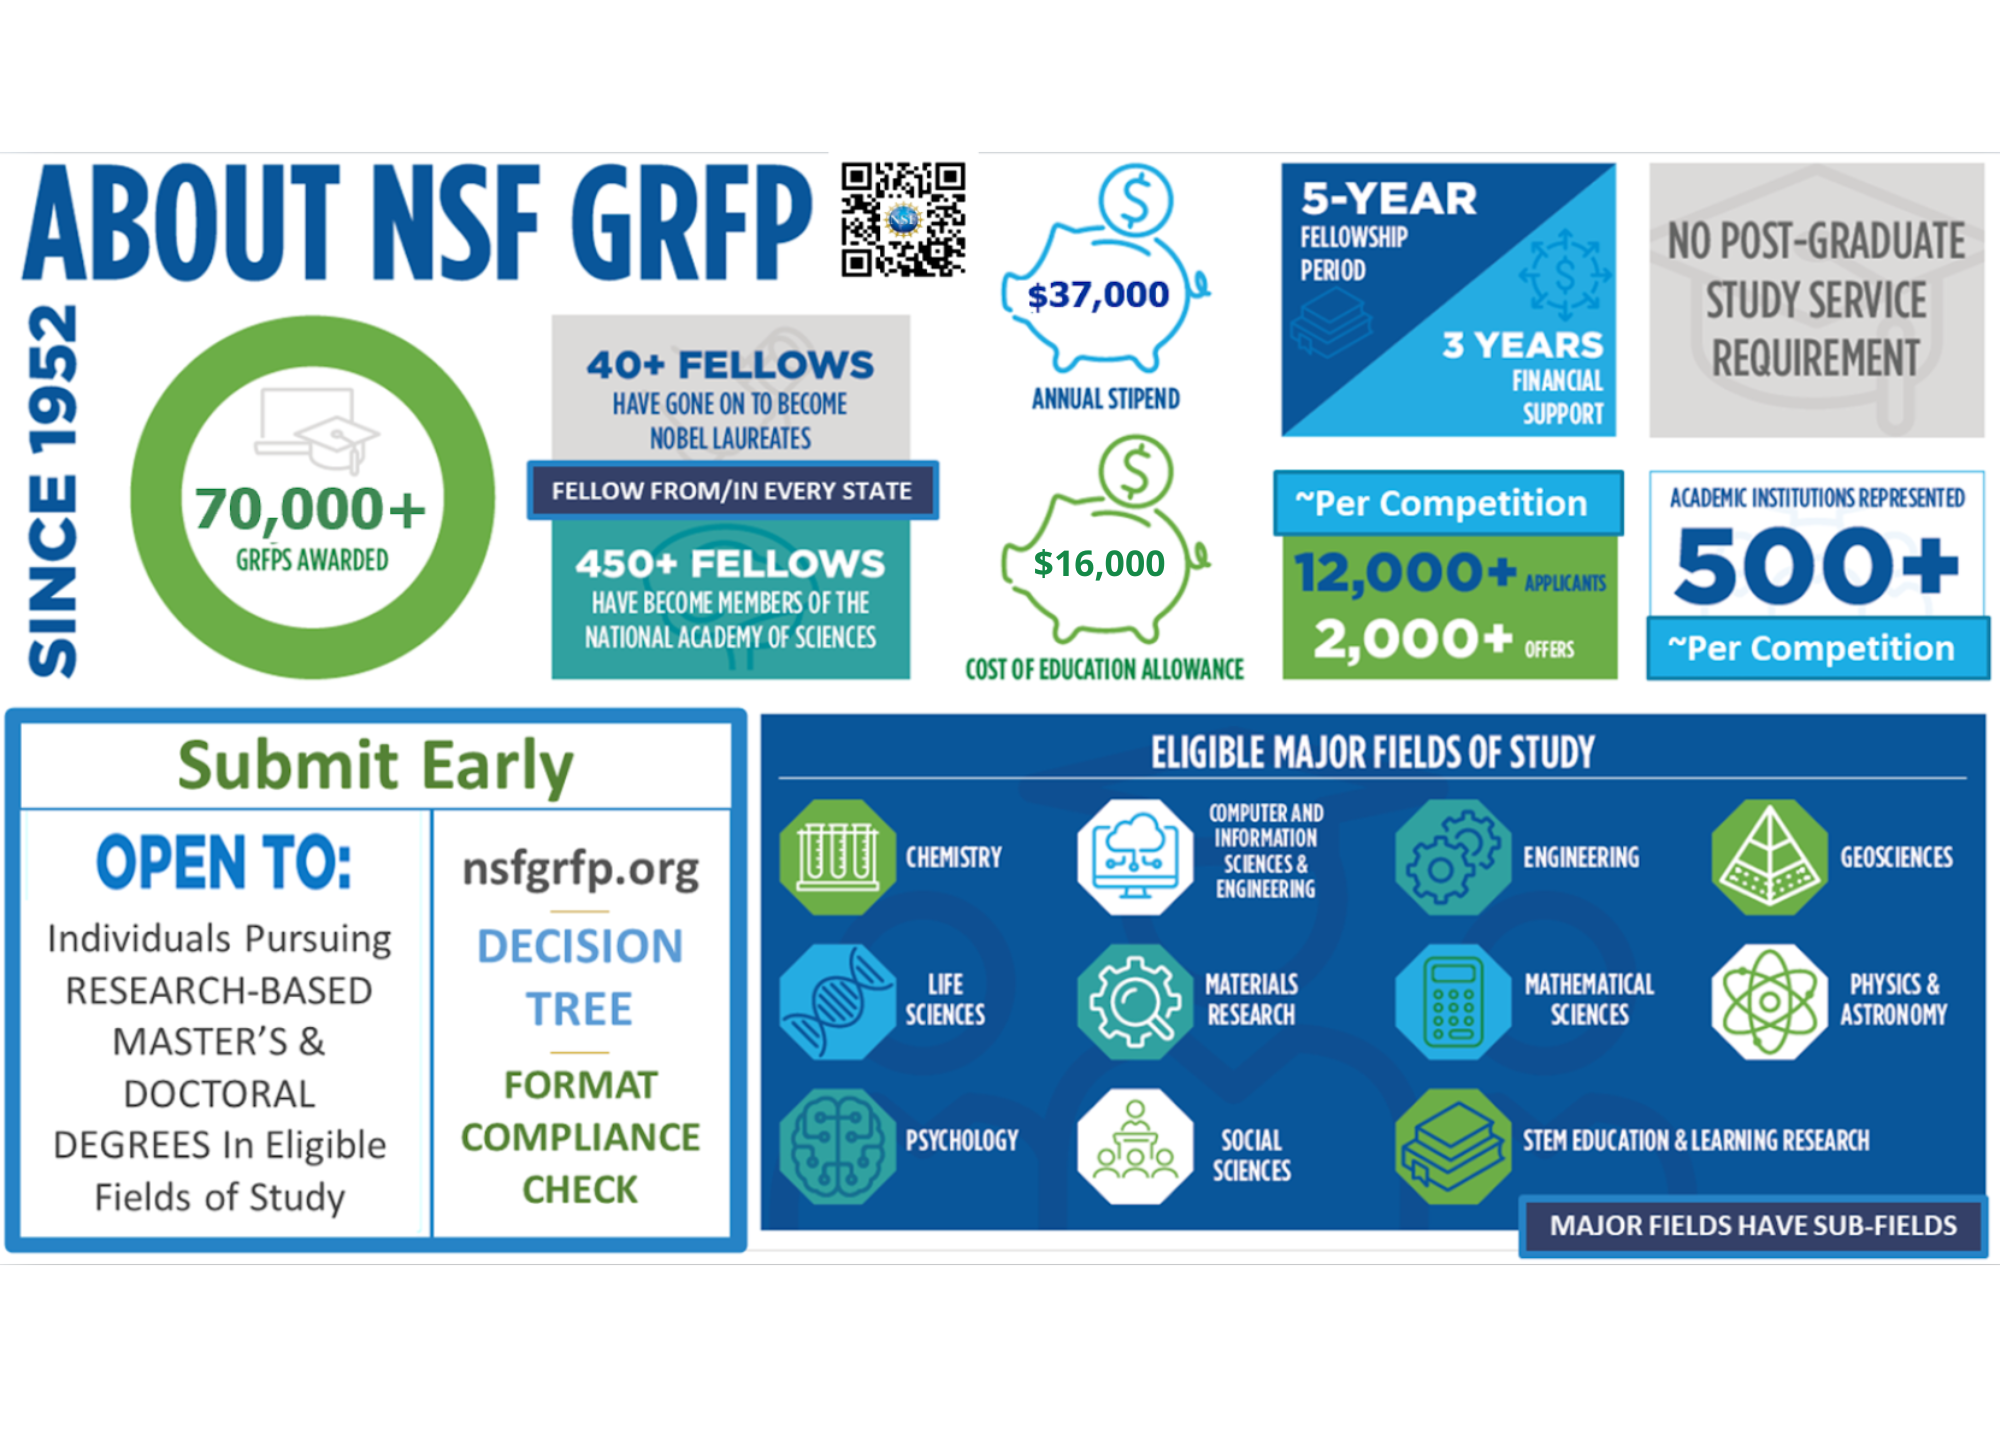 ABOUT NSF GRFP
NSF
SINCE 1952
70,000+
GRFPS AWARDED
40+ FELLOWS
HAVE GONE ON TO BECOME
NOBEL LAUREATES
FELLOW FROM/IN EVERY STATE
450+ FELLOWS
HAVE BECOME MEMBERS OF THE
NATIONAL ACADEMY OF SCIENCES
$
$37,000
ANNUAL STIPEND
$
$16,000
COST OF EDUCATION ALLOWANCE
5-YEAR
FELLOWSHIP
PERIOD
$
3 YEARS
FINANCIAL
SUPPORT
NO POST-GRADUATE
STUDY SERVICE
REQUIREMENT
~Per Competition
12,000+ APPLICANTS
2,000+ OFFERS
ACADEMIC INSTITUTIONS REPRESENTED
500+
~Per Competition
Submit Early
OPEN TO:
Individuals Pursuing
RESEARCH-BASED
MASTER'S &
DOCTORAL
DEGREES In Eligible
Fields of Study
nsfgrfp.org
DECISION
TREE
FORMAT
COMPLIANCE
CHECK
ELIGIBLE MAJOR FIELDS OF STUDY
CHEMISTRY
COMPUTER AND
INFORMATION
SCIENCES &
ENGINEERING
ENGINEERING
GEOSCIENCES
LIFE
SCIENCES
MATERIALS
RESEARCH
MATHEMATICAL
SCIENCES
PHYSICS &
ASTRONOMY
PSYCHOLOGY
SOCIAL
SCIENCES
STEM EDUCATION & LEARNING RESEARCH
MAJOR FIELDS HAVE SUB-FIELDS